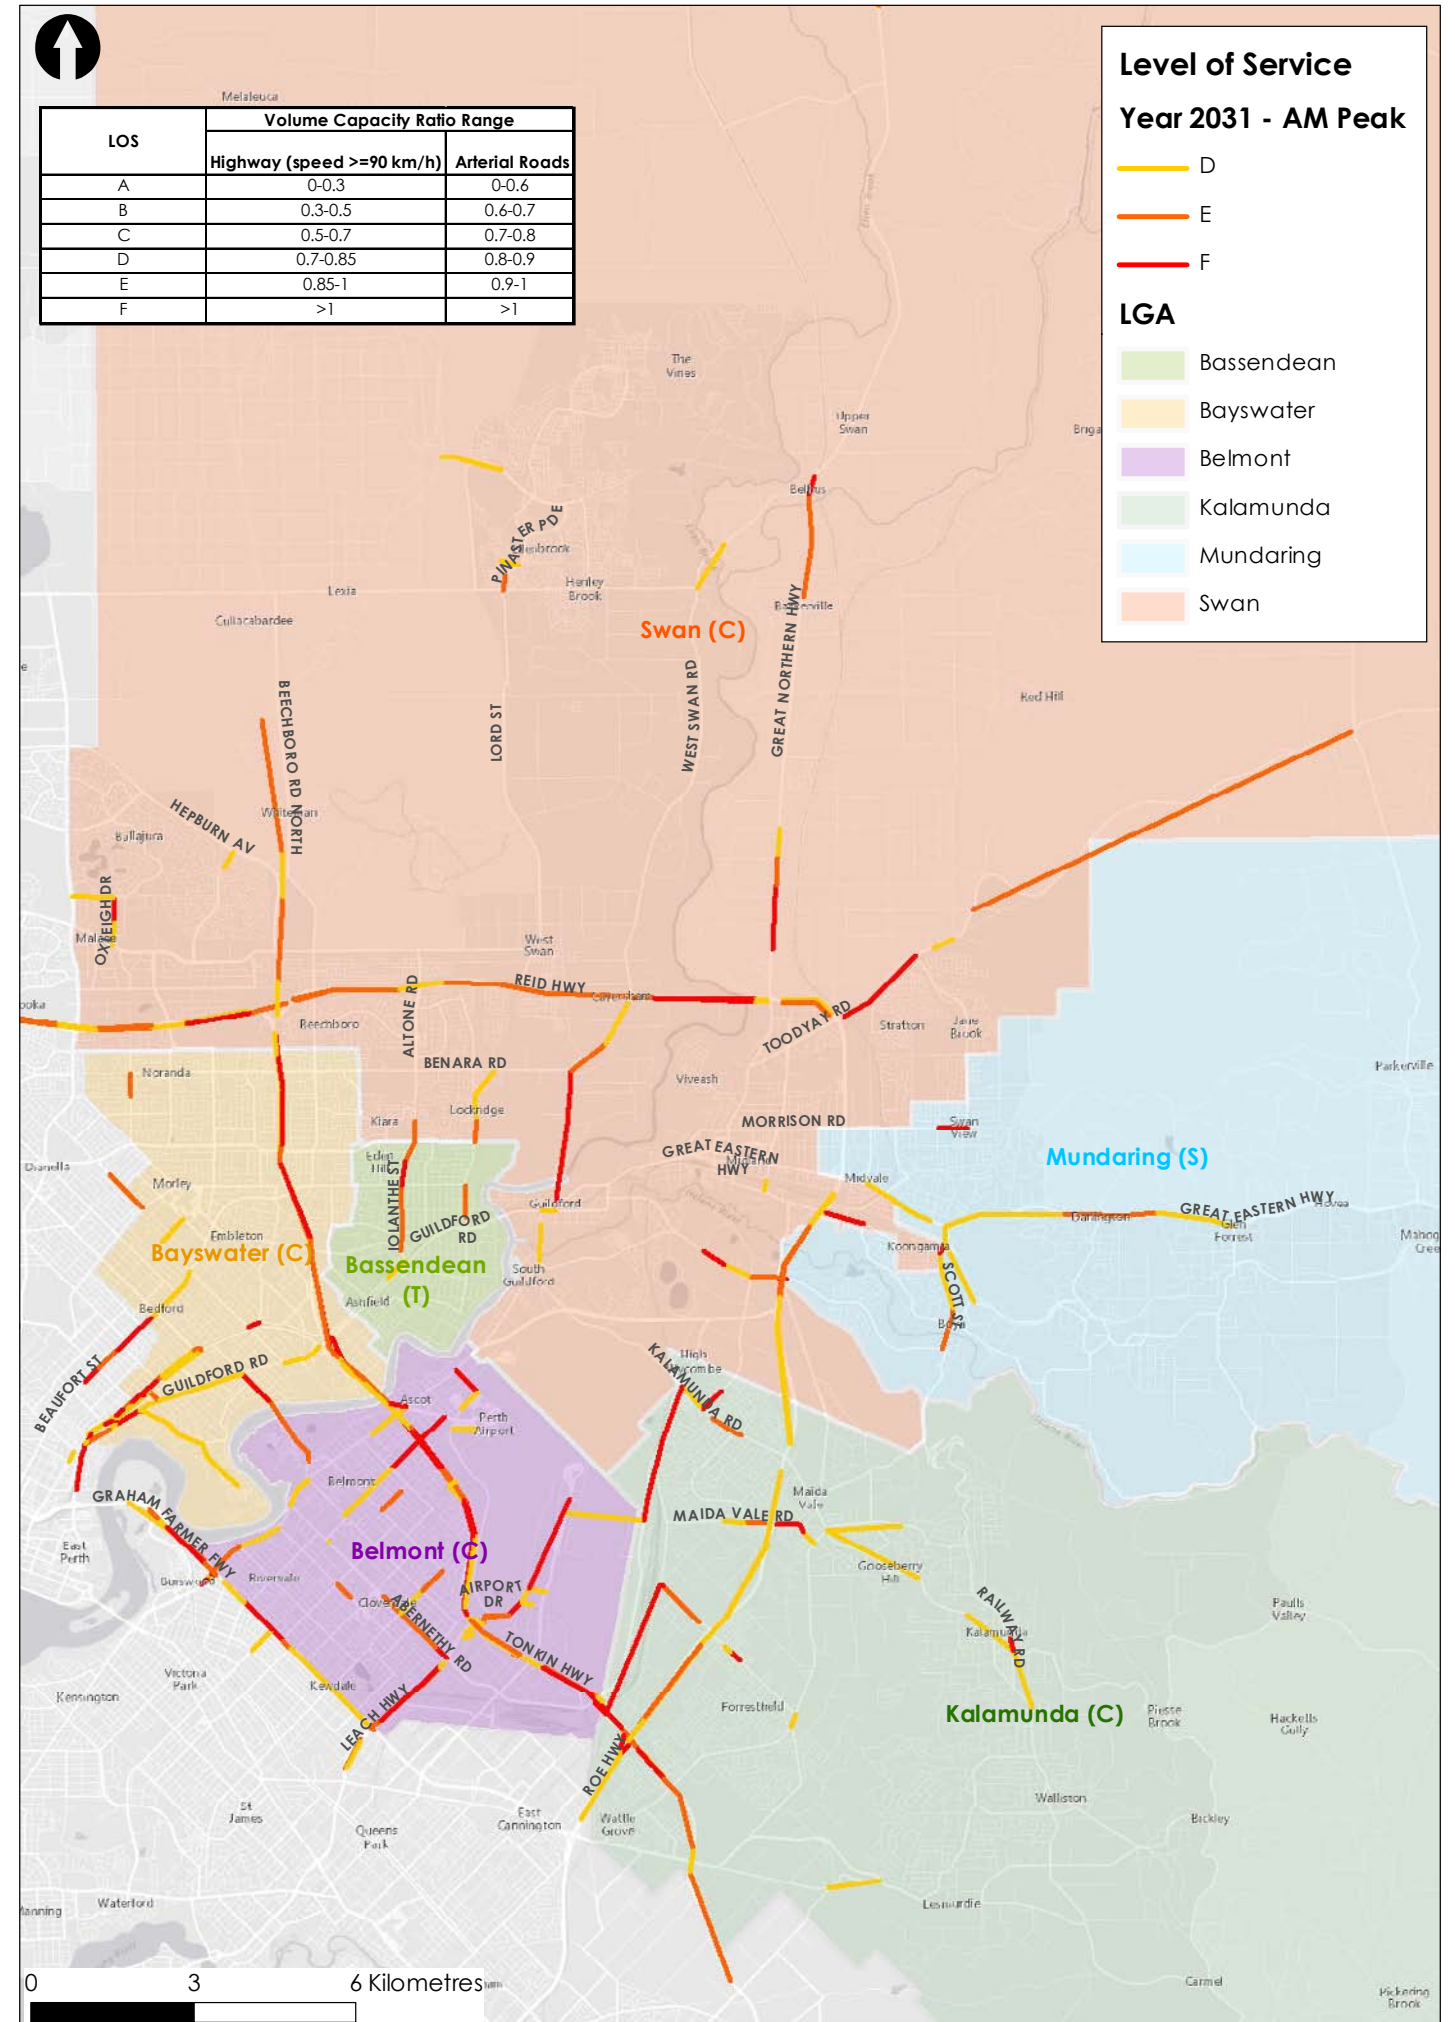 Melaleuca
LOS
Volume Capacity Ratio Range
Highway (speed >=90 km/h)
Arterial Roads
A 0-0.3 0-0.6
B 0.3-0.5 0.6-0.7
C 0.5-0.7 0.7-0.8
D 0.7-0.85 0.8-0.9
E 0.85-1 0.9-1
F >1 >1
Level of Service
Year 2031 - AM Peak
D
E
F
LGA
Bassendean
Bayswater
Belmont
Kalamunda
Mundaring
Swan
The
Vines
Upper
Swan
PINASTER PDE
Henley
Brook
Lexia
Cullacabardee
Swan (C)
BEECHBORO RD NORTH
LORD ST
WEST SWAN RD
GREAT NORTHERN HWY
Red Hill
HEPBURN AV
Ballajura
OXLEIGH DR
West
Swan
REID HWY
Beechboro
ALTONE RD
TOODYAY RD
Stratton
Jane
Brook
BENARA RD
Noranda
Viveash
Parkerville
Kiara
Lockridge
MORRISON RD
Swan
View
GREAT EASTERN
HWY
Mundaring (S)
Dianella
Eden
Hill
Morley
Midvale
IOLANTHE ST
GUILDFORD
RD
Guildford
GREAT EASTERN HWY
Darlington
Glen
Forrest
Embleton
Bayswater (C)
Bassendean
(T)
Koongamia
South
Guildford
SCOTT ST
Bedford
Ashfield
High
KALAMUNDA RD
GUILDFORD RD
BEAUFORT ST
Ascot
Perth
Airport
Belmont
GRAHAM FARMER FWY
Maida
Vale
MAIDA VALE RD
East
Perth
Belmont (C)
Gooseberry
Hill
Rivervale
AIRPORT
DR
ABERNETHY RD
RAILWAY RD
Paulls
Valley
TONKIN HWY
Victoria
Park
Kensington
Kewdale
LEACH HWY
Forrestfield
Kalamunda (C)
Piesse
Brook
Hacketts
Gully
ROE HWY
Walliston
St
James
Queens
Park
East
Cannington
Wattle
Grove
Bickley
Waterford
Lesmurdie
0 3 6 Kilometres
Carmel
Pickering
Brook